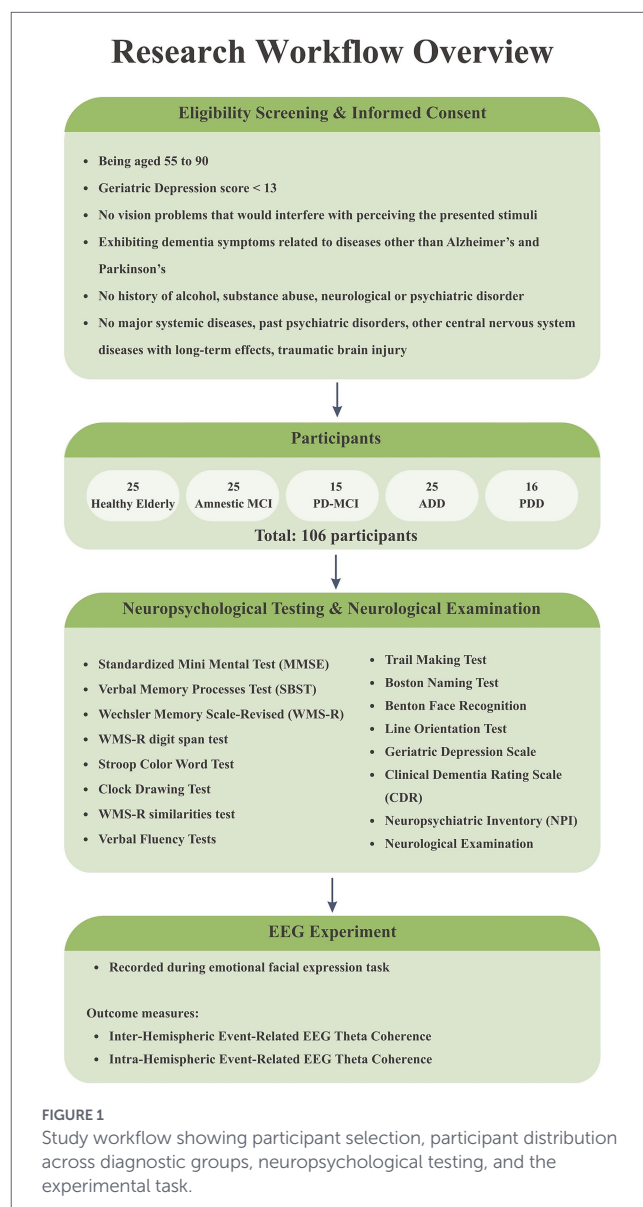 Research Workflow Overview
Eligibility Screening & Informed Consent
• Being aged 55 to 90
• Geriatric Depression score < 13
• No vision problems that would interfere with perceiving the presented stimuli
• Exhibiting dementia symptoms related to diseases other than Alzheimer's and
Parkinson's
• No history of alcohol, substance abuse, neurological or psychiatric disorder
• No major systemic diseases, past psychiatric disorders, other central nervous system
diseases with long-term effects, traumatic brain injury
Participants
25
Healthy Elderly
25
Amnestic MCI
15
PD-MCI
25
ADD
16
PDD
Total: 106 participants
Neuropsychological Testing & Neurological Examination
• Standardized Mini Mental Test (MMSE)
• Verbal Memory Processes Test (SBST)
• Wechsler Memory Scale-Revised (WMS-R)
• WMS-R digit span test
• Stroop Color Word Test
• Clock Drawing Test
• WMS-R similarities test
• Verbal Fluency Tests
• Trail Making Test
• Boston Naming Test
• Benton Face Recognition
• Line Orientation Test
• Geriatric Depression Scale
• Clinical Dementia Rating Scale
(CDR)
• Neuropsychiatric Inventory (NPI)
• Neurological Examination
EEG Experiment
• Recorded during emotional facial expression task
Outcome measures:
• Inter-Hemispheric Event-Related EEG Theta Coherence
• Intra-Hemispheric Event-Related EEG Theta Coherence
FIGURE 1
Study workflow showing participant selection, participant distribution
across diagnostic groups, neuropsychological testing, and the
experimental task.